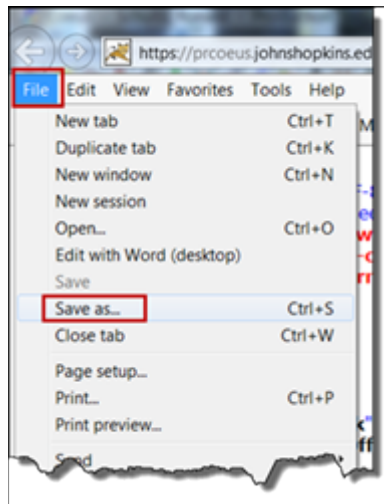 https://prcoeus.johnshopkins.ed
File Edit View Favorites Tools Help
New tab Ctrl+T
Duplicate tab Ctrl+K
New window Ctrl+N
New session
Open... Ctrl+O
Edit with Word (desktop)
Save
Save as... Ctrl+S
Close tab Ctrl+W
Page setup...
Print... Ctrl+P
Print preview...
Send